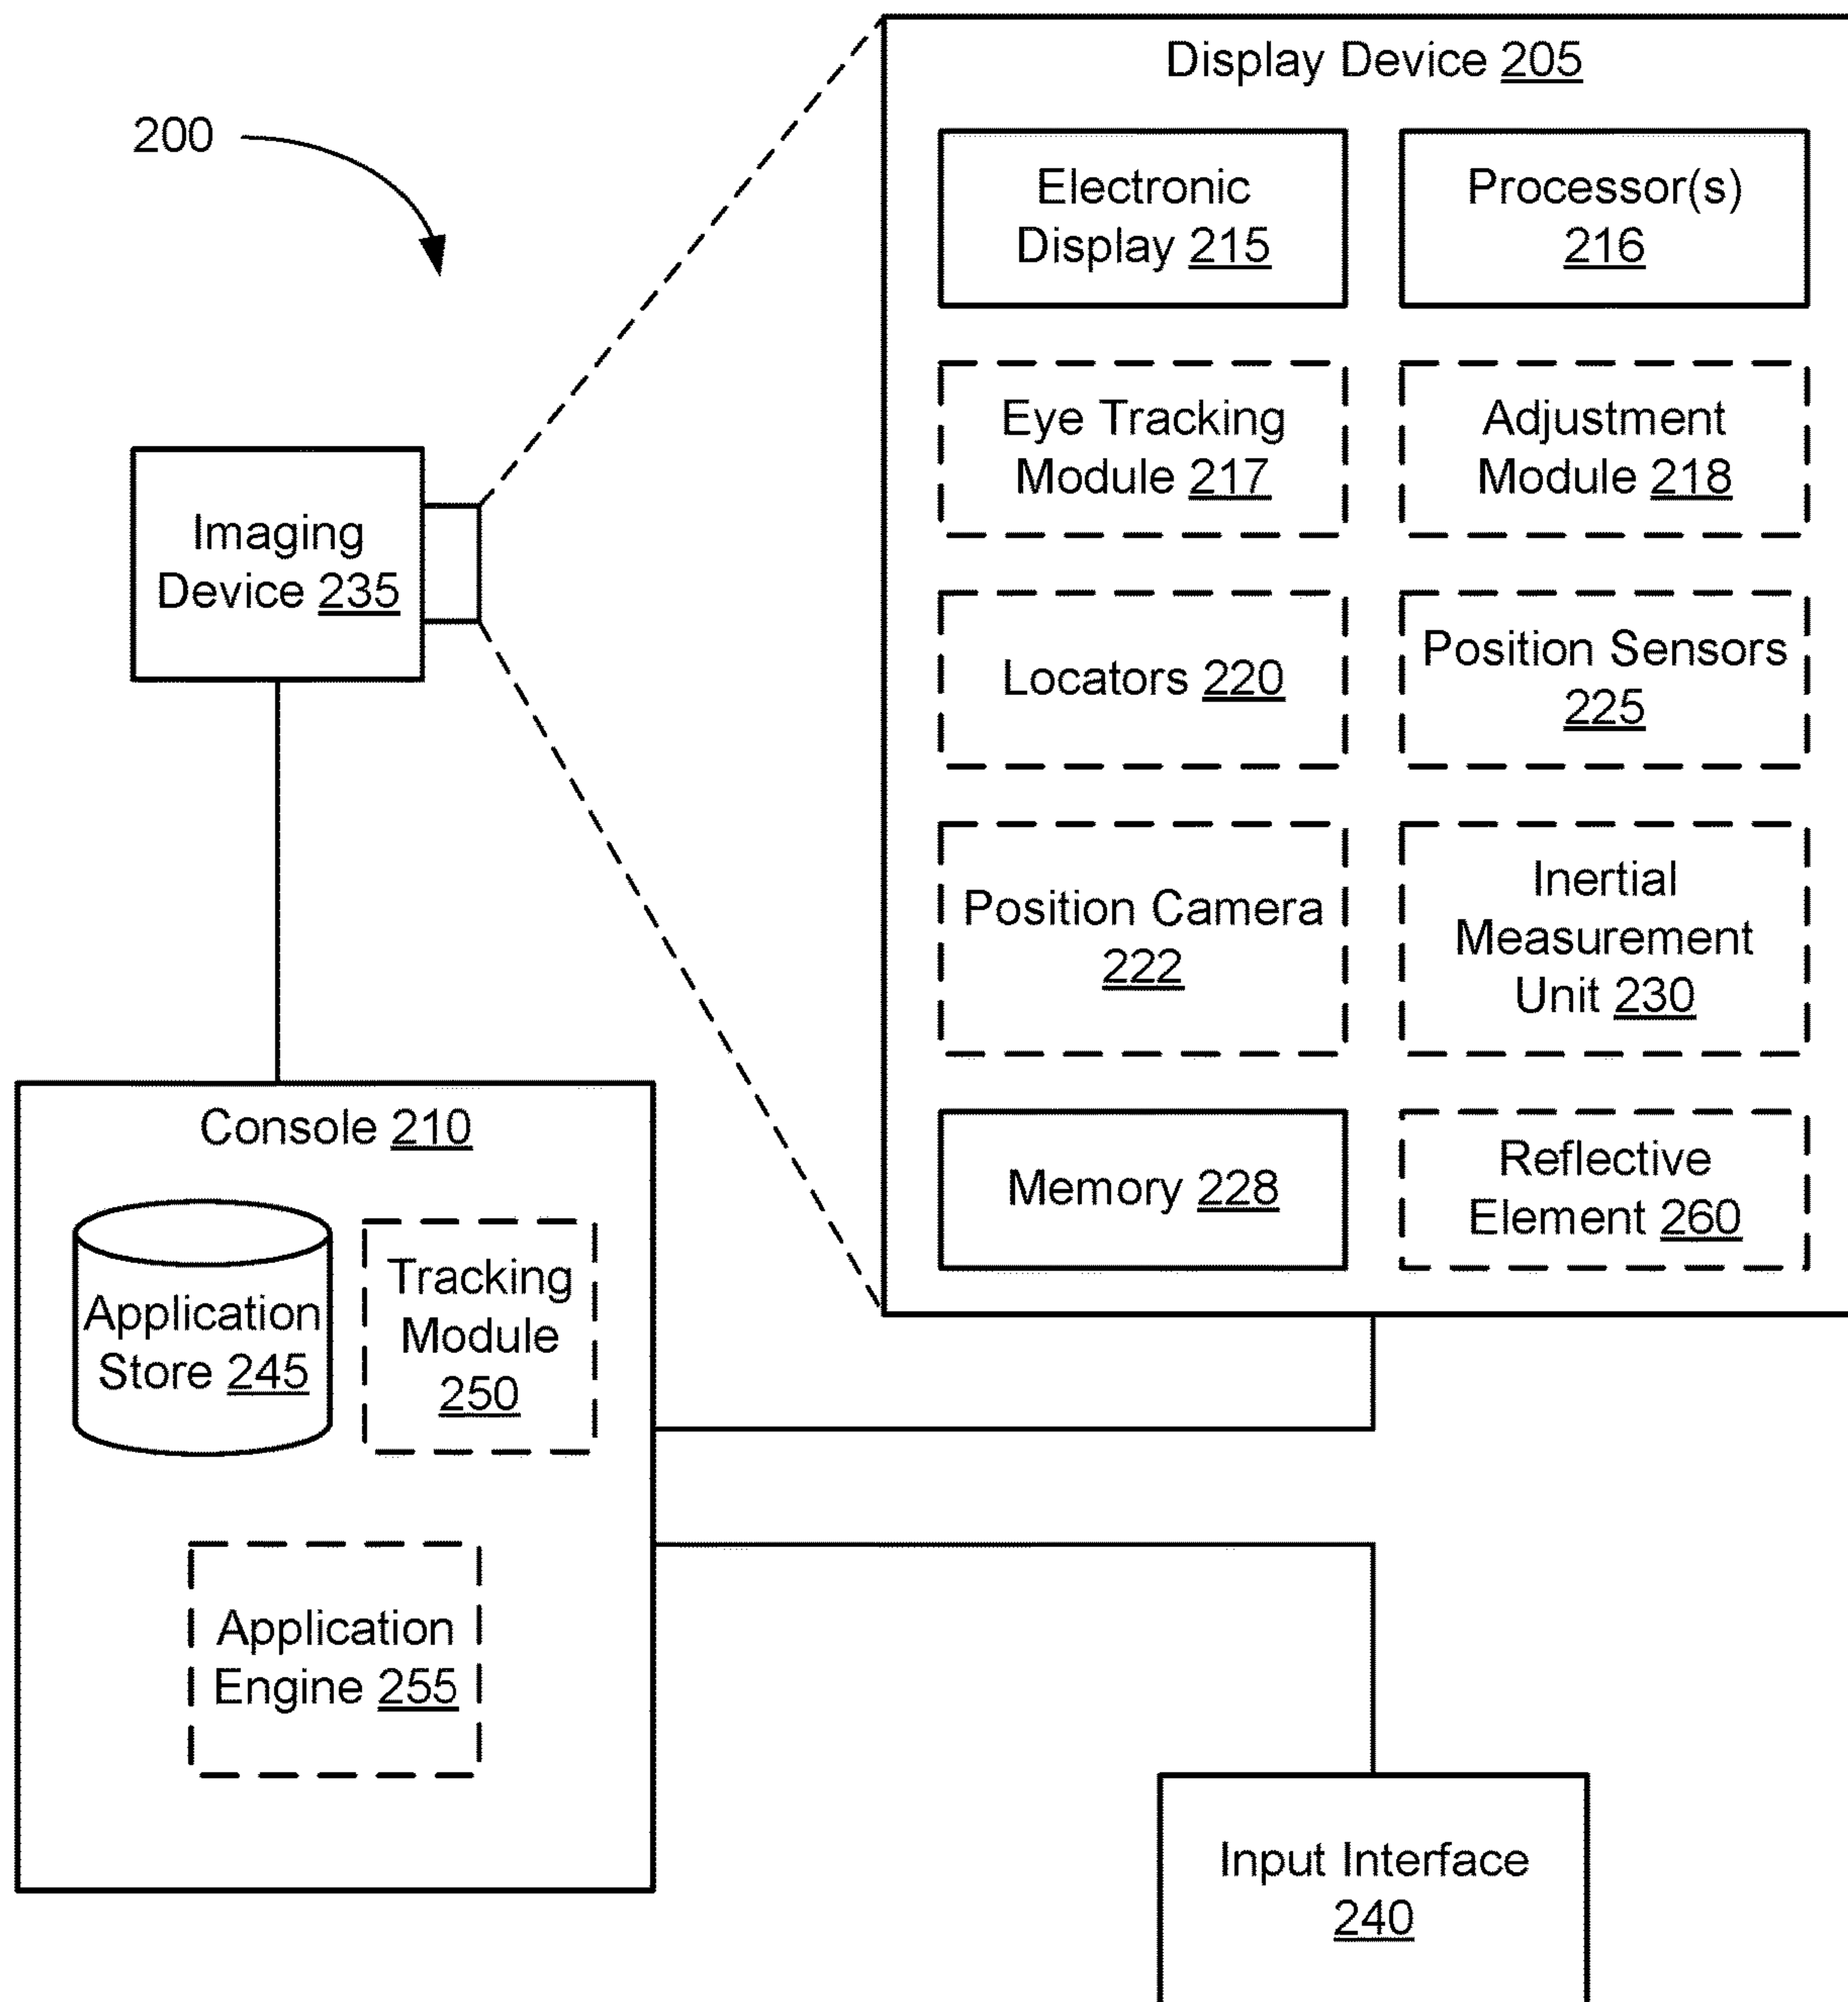 200
Display Device 205
Electronic
Display 215
Processor(s)
216
Eye Tracking
Module 217
Adjustment
Module 218
Locators 220
Position Sensors
225
Position Camera
222
Inertial
Measurement
Unit 230
Memory 228
Reflective
Element 260
Imaging
Device 235
Console 210
Application
Store 245
Tracking
Module
250
Application
Engine 255
Input Interface
240